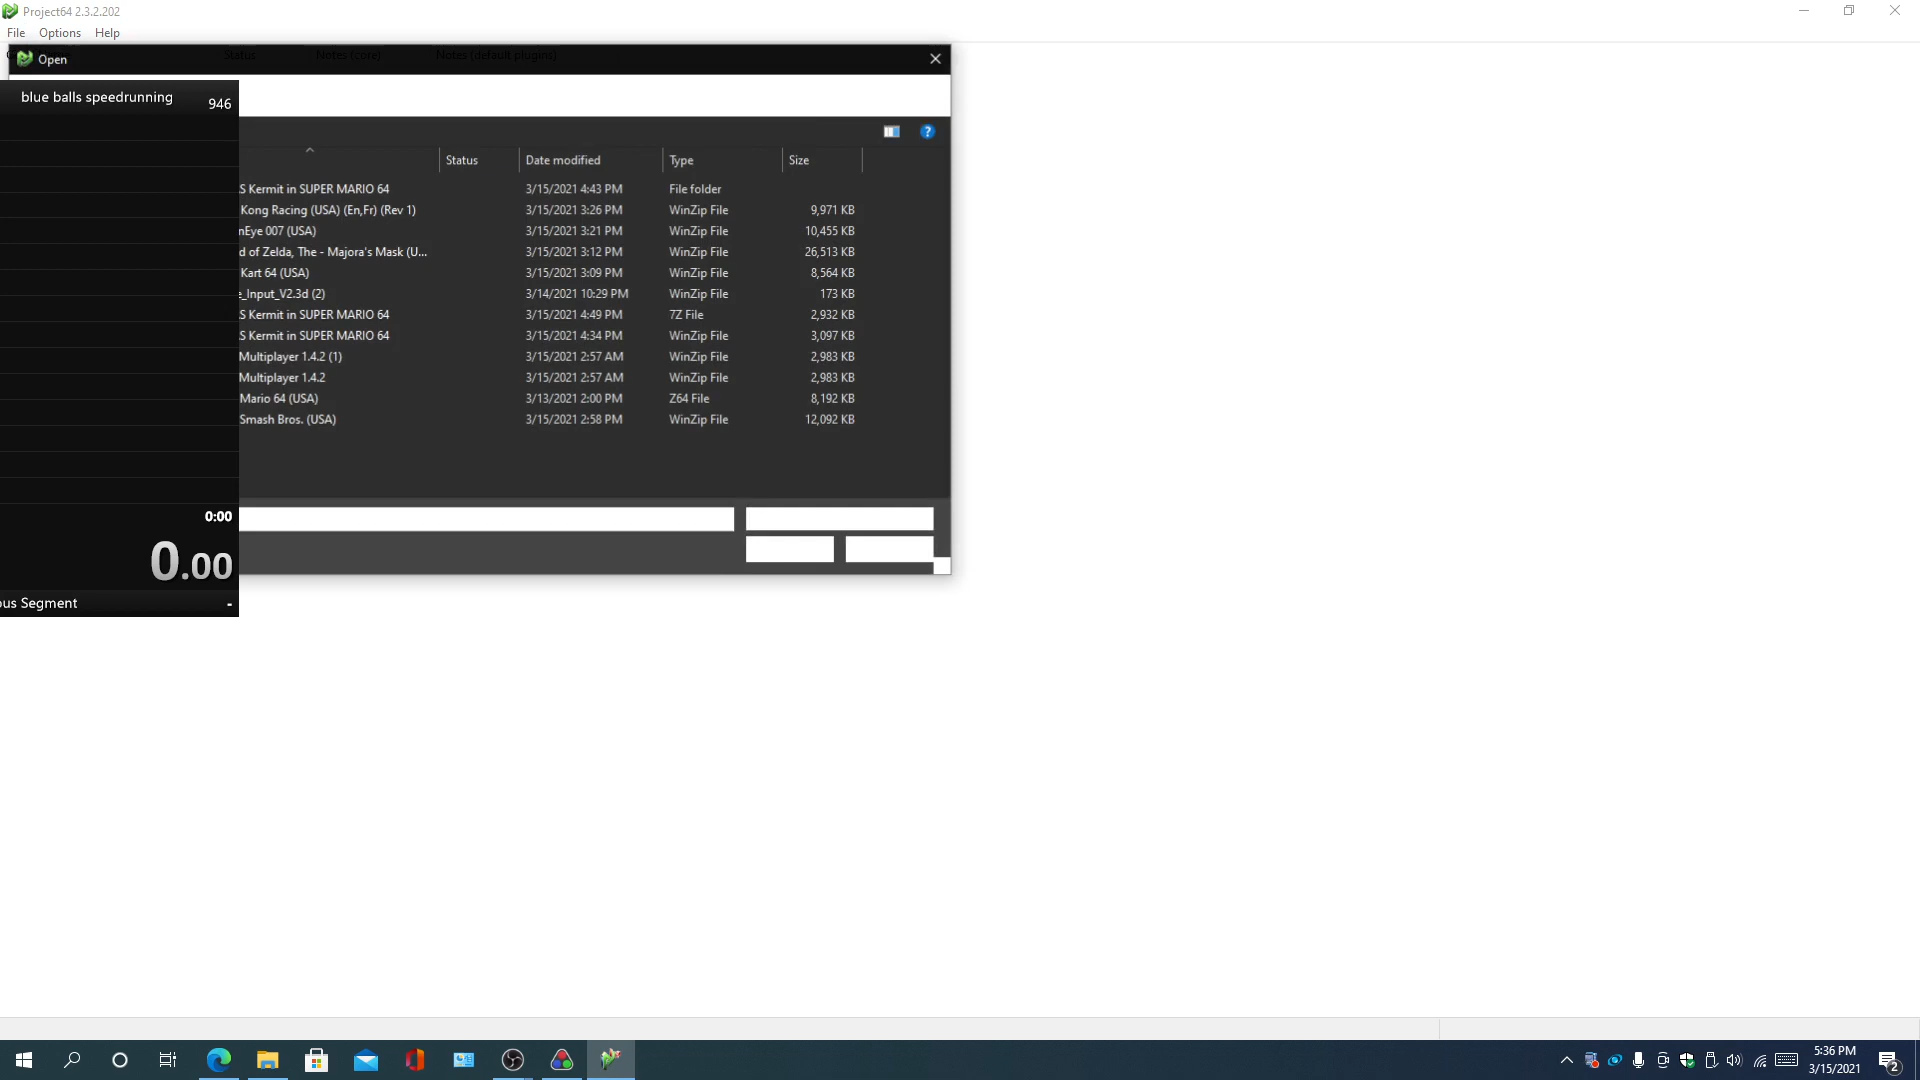 Project64 2.3.2.202
File Options Help
Status Notes (core) Notes (default plugins)
Open
blue balls speedrunning 946
Status Date modified Type Size
S Kermit in SUPER MARIO 64 3/15/2021 4:43 PM File folder
Kong Racing (USA) (En,Fr) (Rev 1) 3/15/2021 3:26 PM WinZip File 9,971 KB
nEye 007 (USA) 3/15/2021 3:21 PM WinZip File 10,455 KB
d of Zelda, The - Majora's Mask (U... 3/15/2021 3:12 PM WinZip File 26,513 KB
Kart 64 (USA) 3/15/2021 3:09 PM WinZip File 8,564 KB
e_Input_V2.3d (2) 3/14/2021 10:29 PM WinZip File 173 KB
S Kermit in SUPER MARIO 64 3/15/2021 4:49 PM 7Z File 2,932 KB
S Kermit in SUPER MARIO 64 3/15/2021 4:34 PM WinZip File 3,097 KB
Multiplayer 1.4.2 (1) 3/15/2021 2:57 AM WinZip File 2,983 KB
Multiplayer 1.4.2 3/15/2021 2:57 AM WinZip File 2,983 KB
Mario 64 (USA) 3/13/2021 2:00 PM Z64 File 8,192 KB
Smash Bros. (USA) 3/15/2021 2:58 PM WinZip File 12,092 KB
0:00
0.00
ous Segment -
5:36 PM
3/15/2021
2